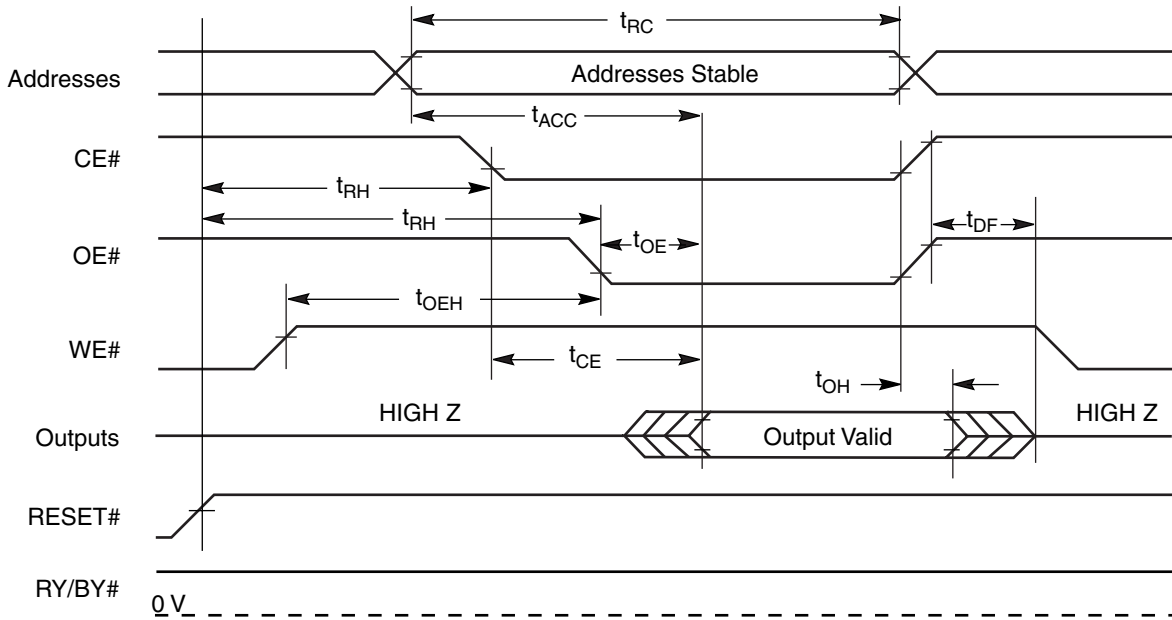 tRC
Addresses
Addresses Stable
tACC
CE#
tRH
tRH
tDF
OE#
tOE
tOEH
WE#
tCE
tOH
HIGH Z
HIGH Z
Outputs
Output Valid
RESET#
RY/BY#
0 V